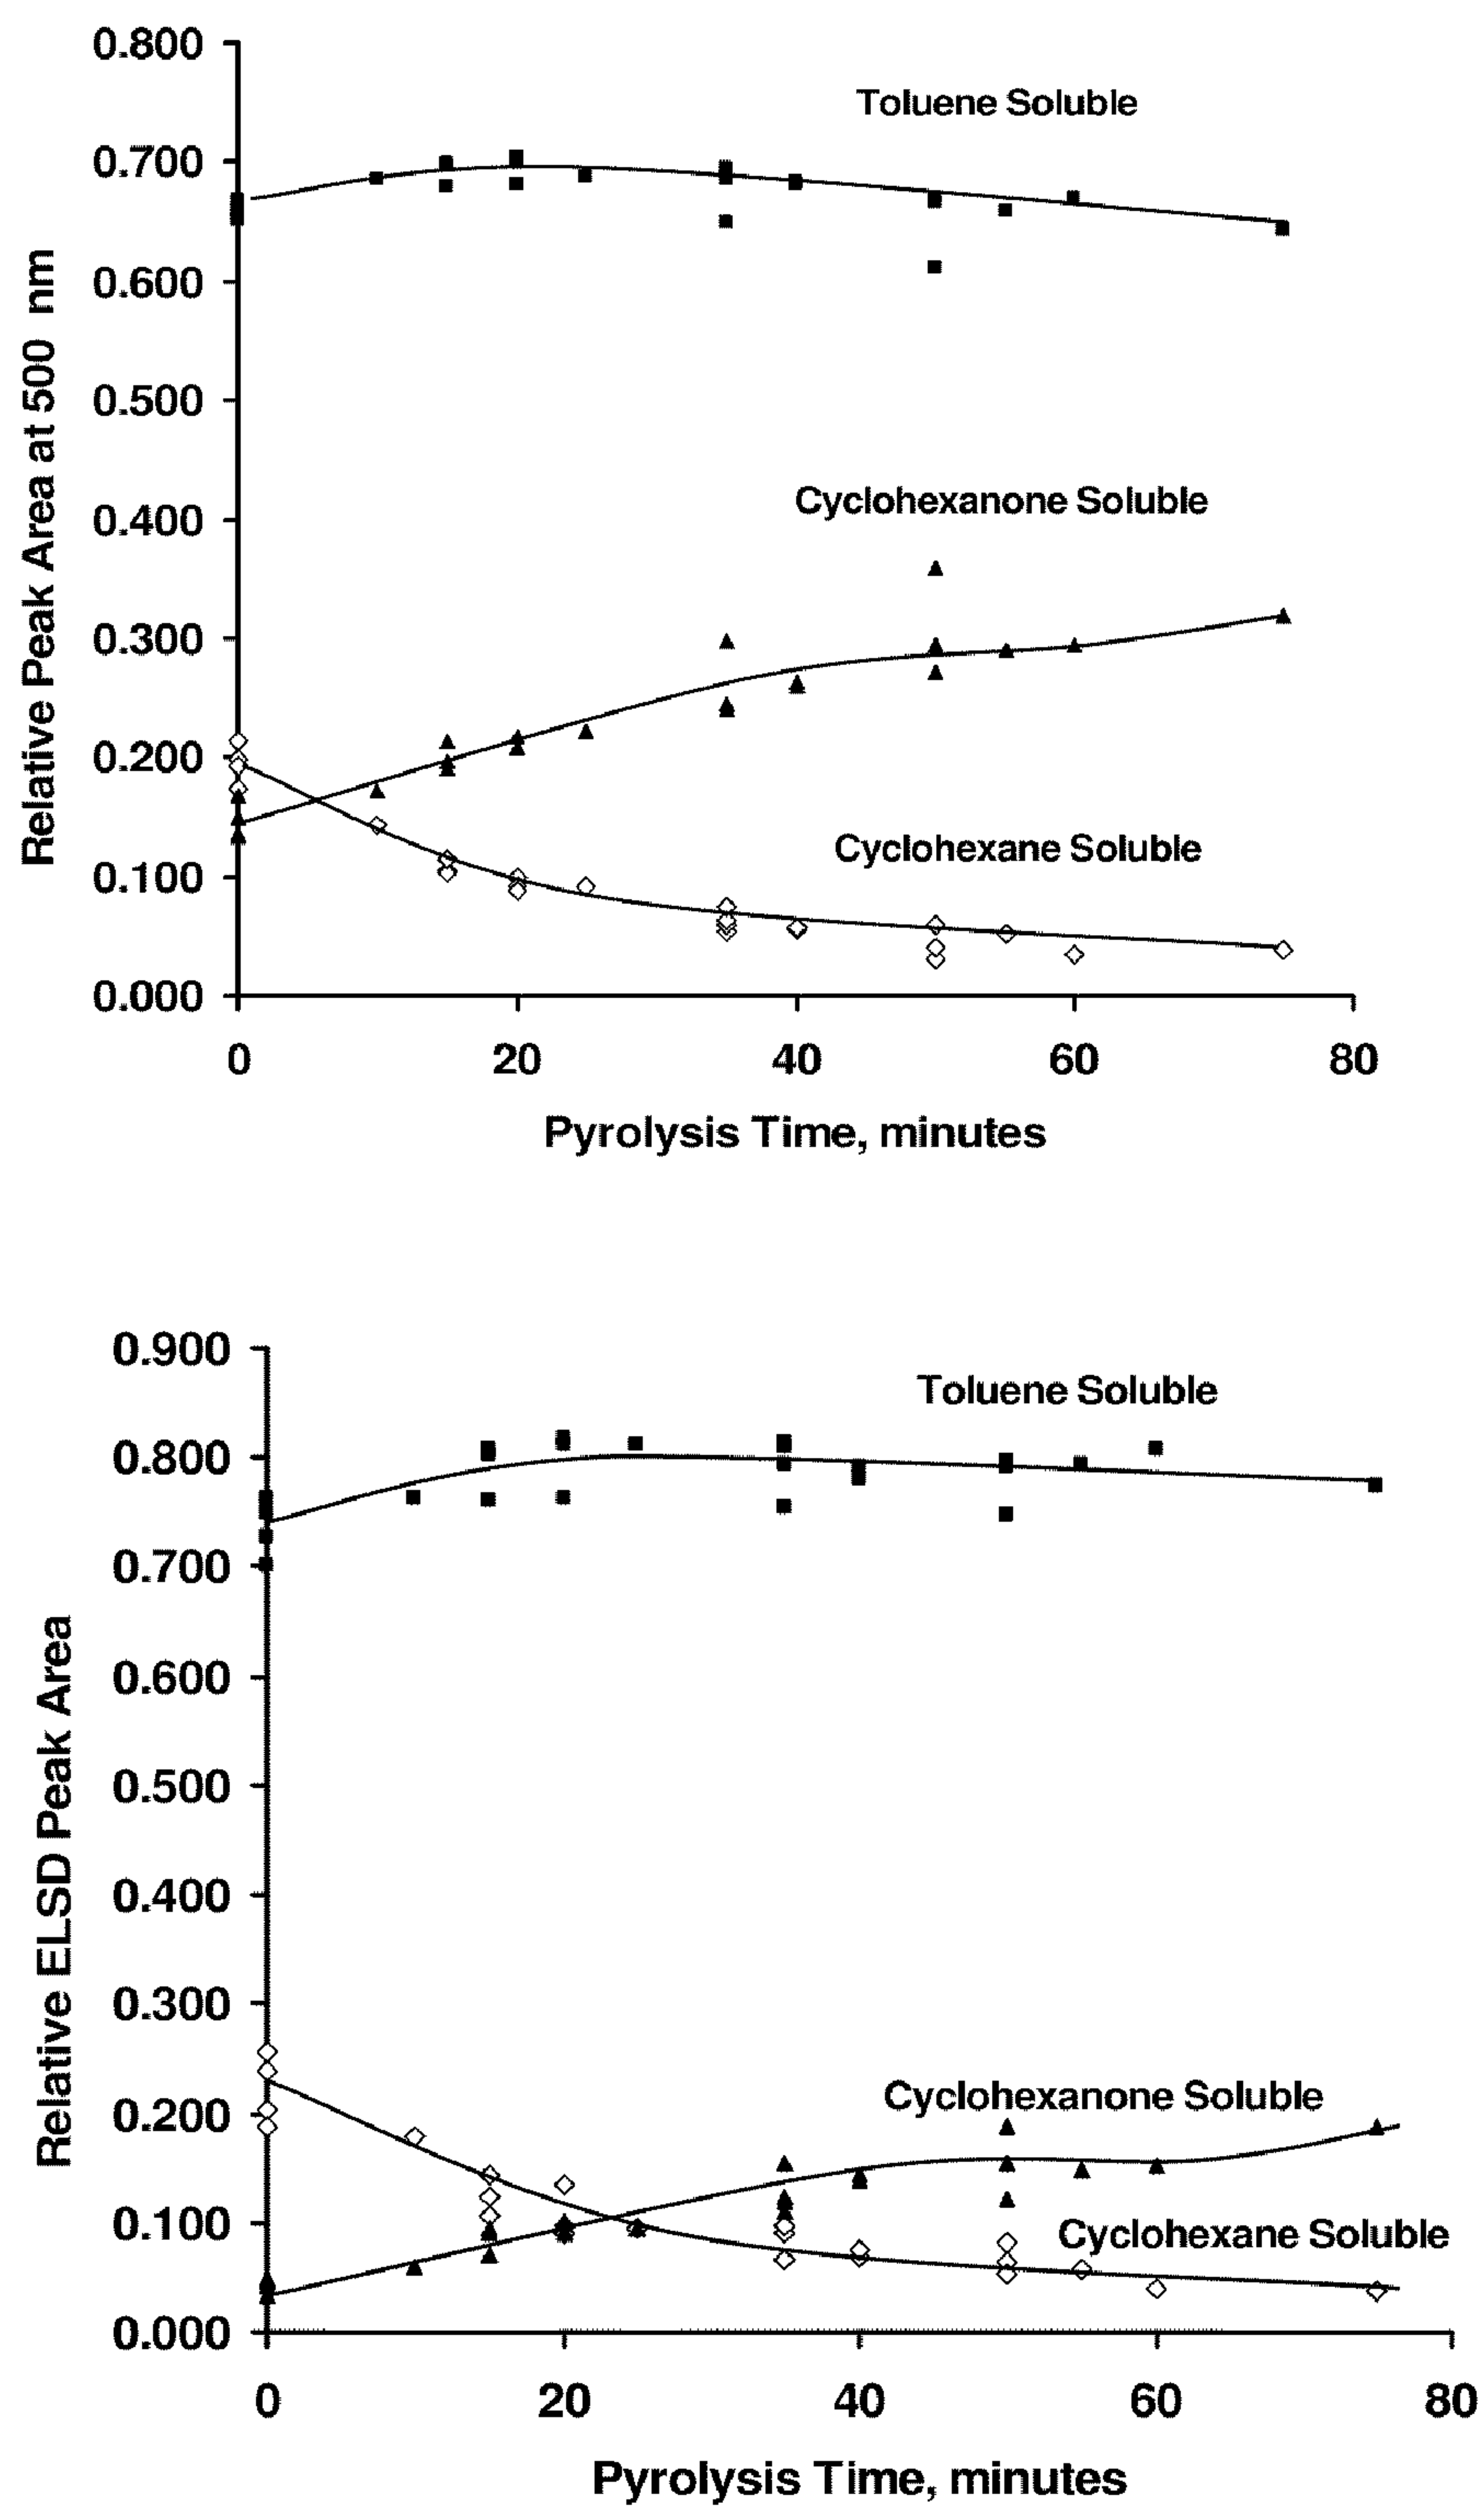 0.800
Toluene Soluble
0.700
0.600
0.500
Cyclohexanone Soluble
0.400
0.300
0.200
Cyclohexane Soluble
0.100
0.000
0 20 40 60 80
Relative Peak Area at 500 nm
Pyrolysis Time, minutes
0.900
Toluene Soluble
0.800
0.700
0.600
0.500
0.400
0.300
Cyclohexanone Soluble
0.200
0.100
Cyclohexane Soluble
0.000
0 20 40 60 80
Relative ELSD Peak Area
Pyrolysis Time, minutes